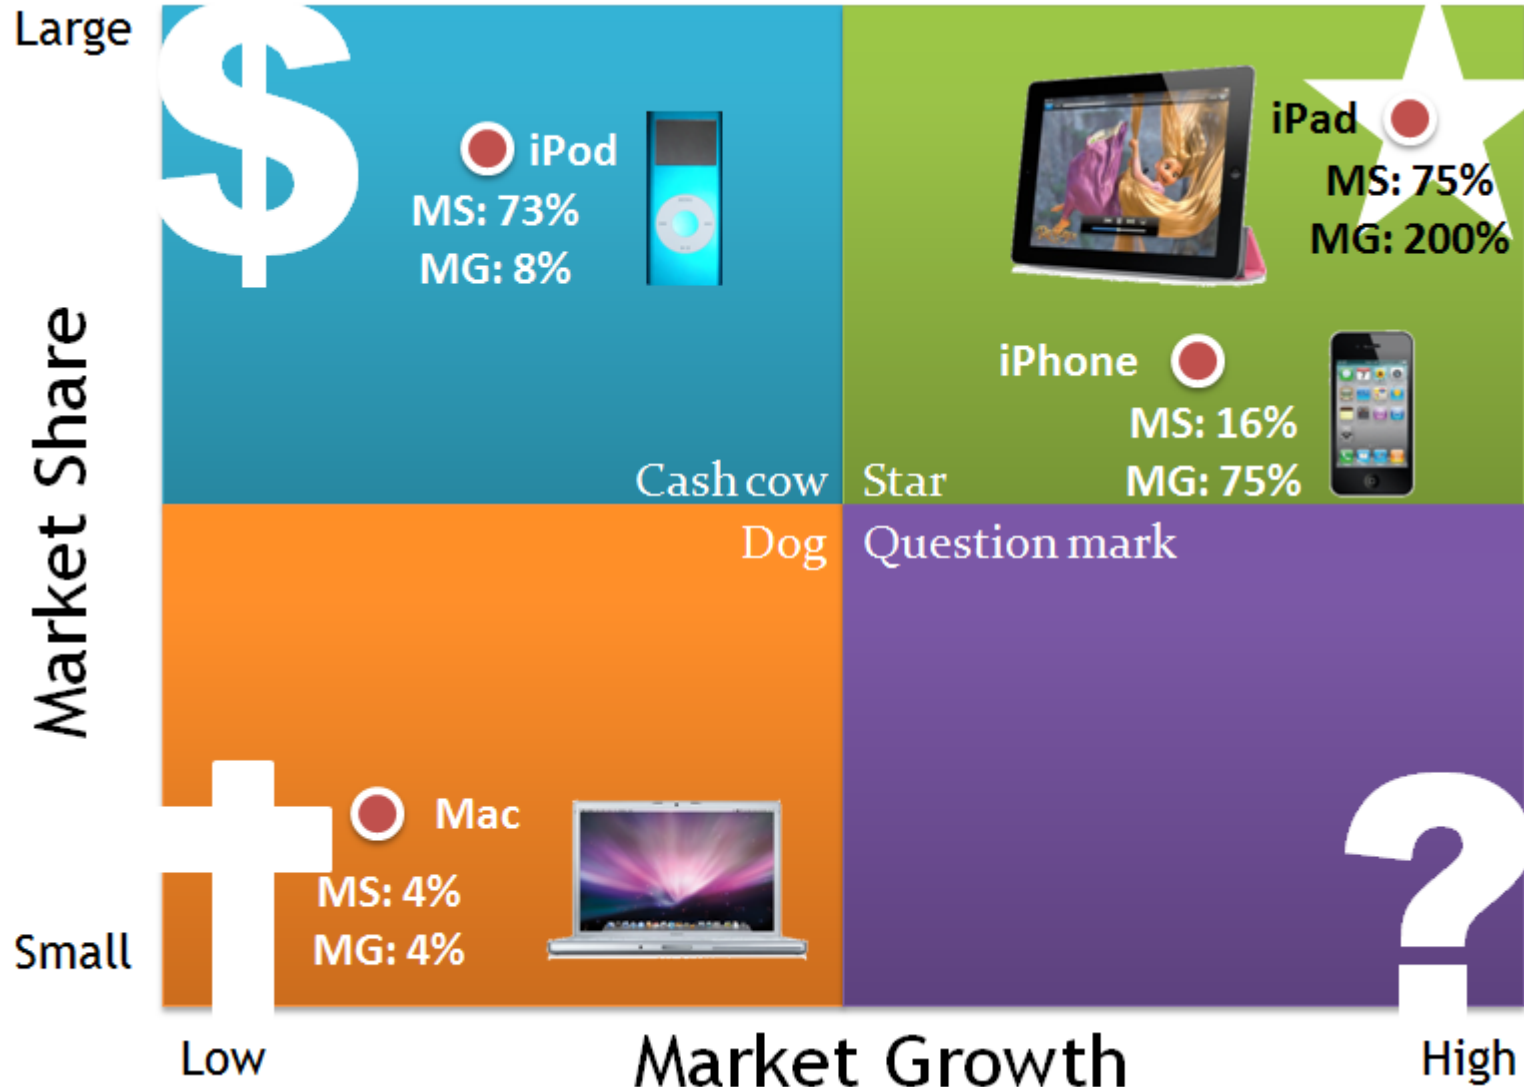 Large
$
iPod
MS: 73%
MG: 8%
iPad
MS: 75%
MG: 200%
iPhone
MS: 16%
MG: 75%
Cash cow
Star
Dog
Question mark
Mac
MS: 4%
MG: 4%
?
Market Share
Small
Low
Market Growth
High